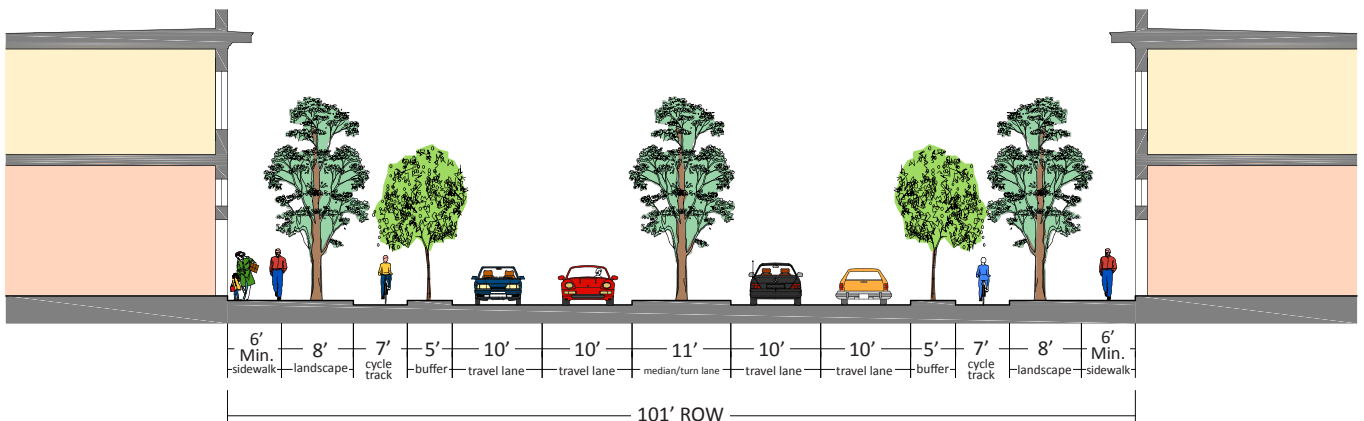 6’ Min. sidewalk
8’ landscape
7’ cycle track
5’ buffer
10’ travel lane
10’ travel lane
11’ median/turn lane
10’ travel lane
10’ travel lane
5’ buffer
7’ cycle track
8’ landscape
6’ Min. sidewalk
101’ ROW